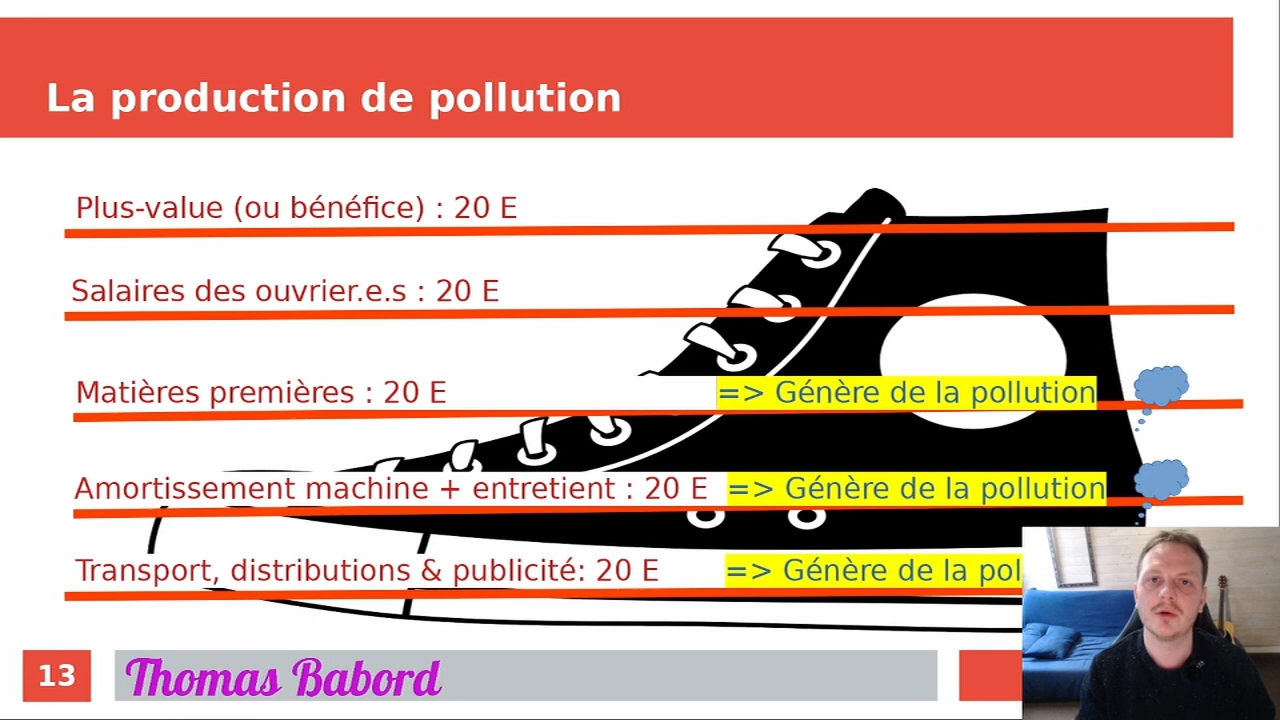 La production de pollution
Plus-value (ou bénéfice) : 20 E
Salaires des ouvrier.e.s : 20 E
Matières premières : 20 E => Génère de la pollution
Amortissement machine + entretient : 20 E => Génère de la pollution
Transport, distributions & publicité: 20 E => Génère de la pol
13 Thomas Babord